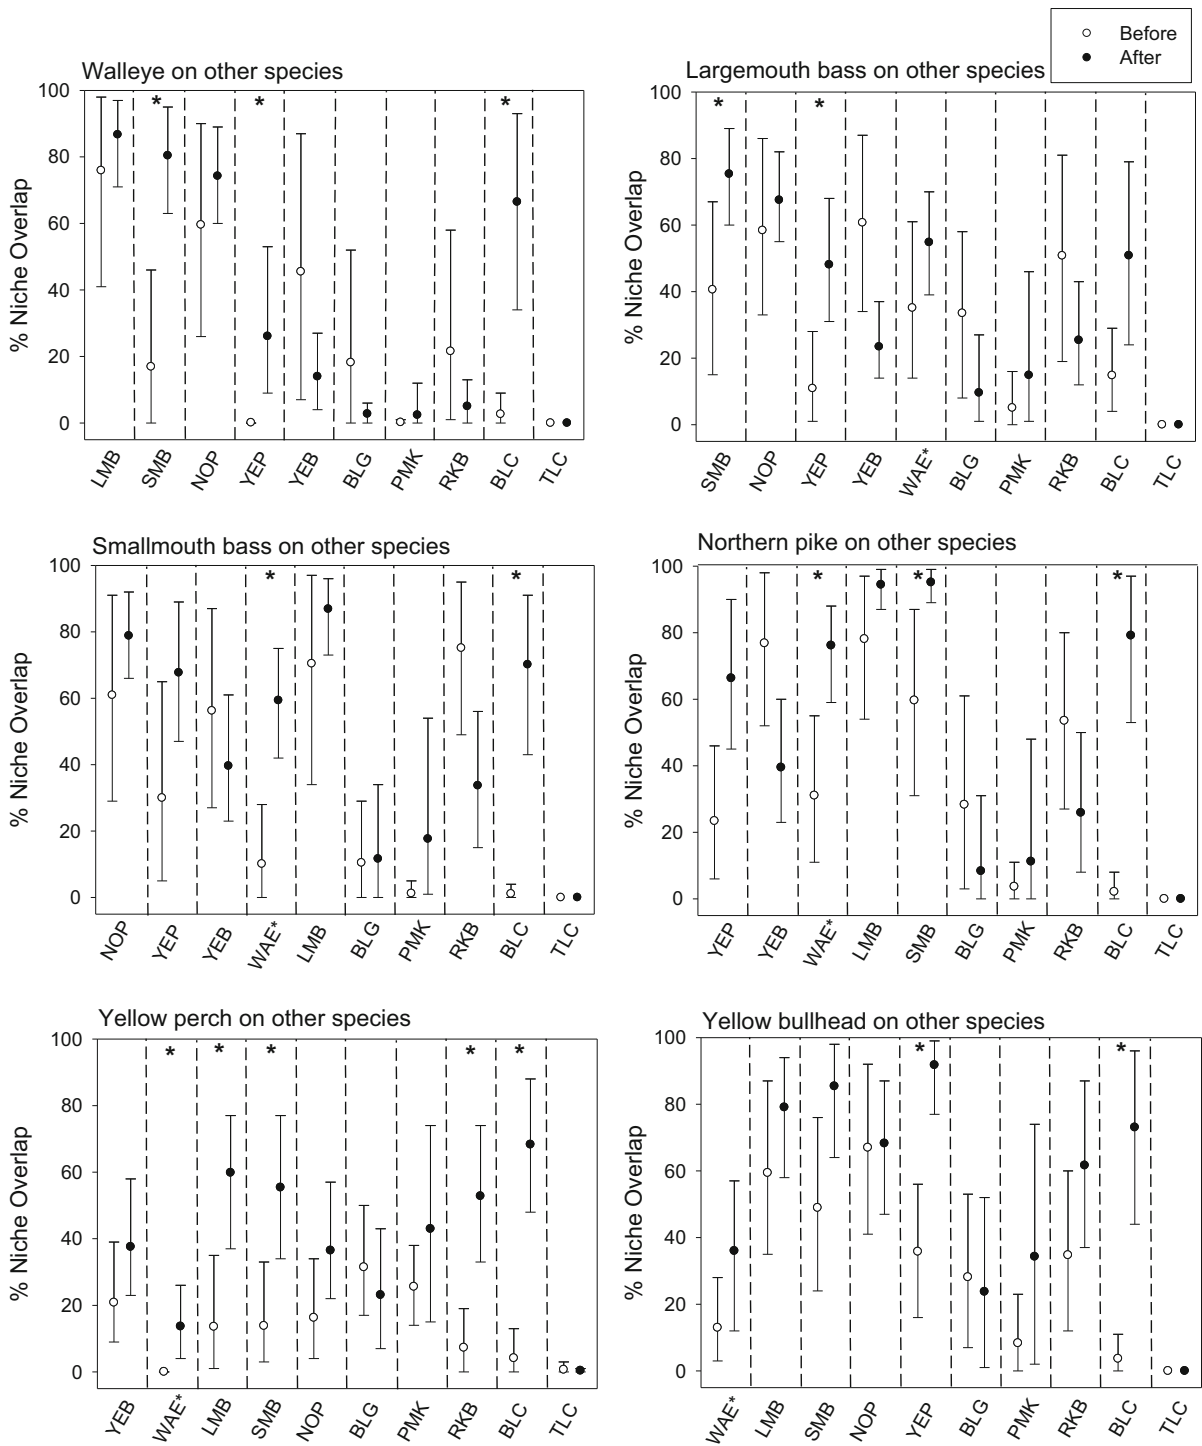 Before
After
Walleye on other species
Largemouth bass on other species
100
80
60
40
20
0
% Niche Overlap
* * *
LMB SMB NOP YEP YEB BLG PMK RKB BLC TLC
100
80
60
40
20
0
% Niche Overlap
* *
SMB NOP YEP YEB WAE* BLG PMK RKB BLC TLC
Smallmouth bass on other species
Northern pike on other species
100
80
60
40
20
0
% Niche Overlap
* *
NOP YEP YEB WAE* LMB BLG PMK RKB BLC TLC
100
80
60
40
20
0
% Niche Overlap
* * *
YEP YEB WAE* LMB SMB BLG PMK RKB BLC TLC
Yellow perch on other species
Yellow bullhead on other species
100
80
60
40
20
0
% Niche Overlap
* * * * *
YEB WAE* LMB SMB NOP BLG PMK RKB BLC TLC
100
80
60
40
20
0
% Niche Overlap
* *
WAE* LMB SMB NOP YEP BLG PMK RKB BLC TLC